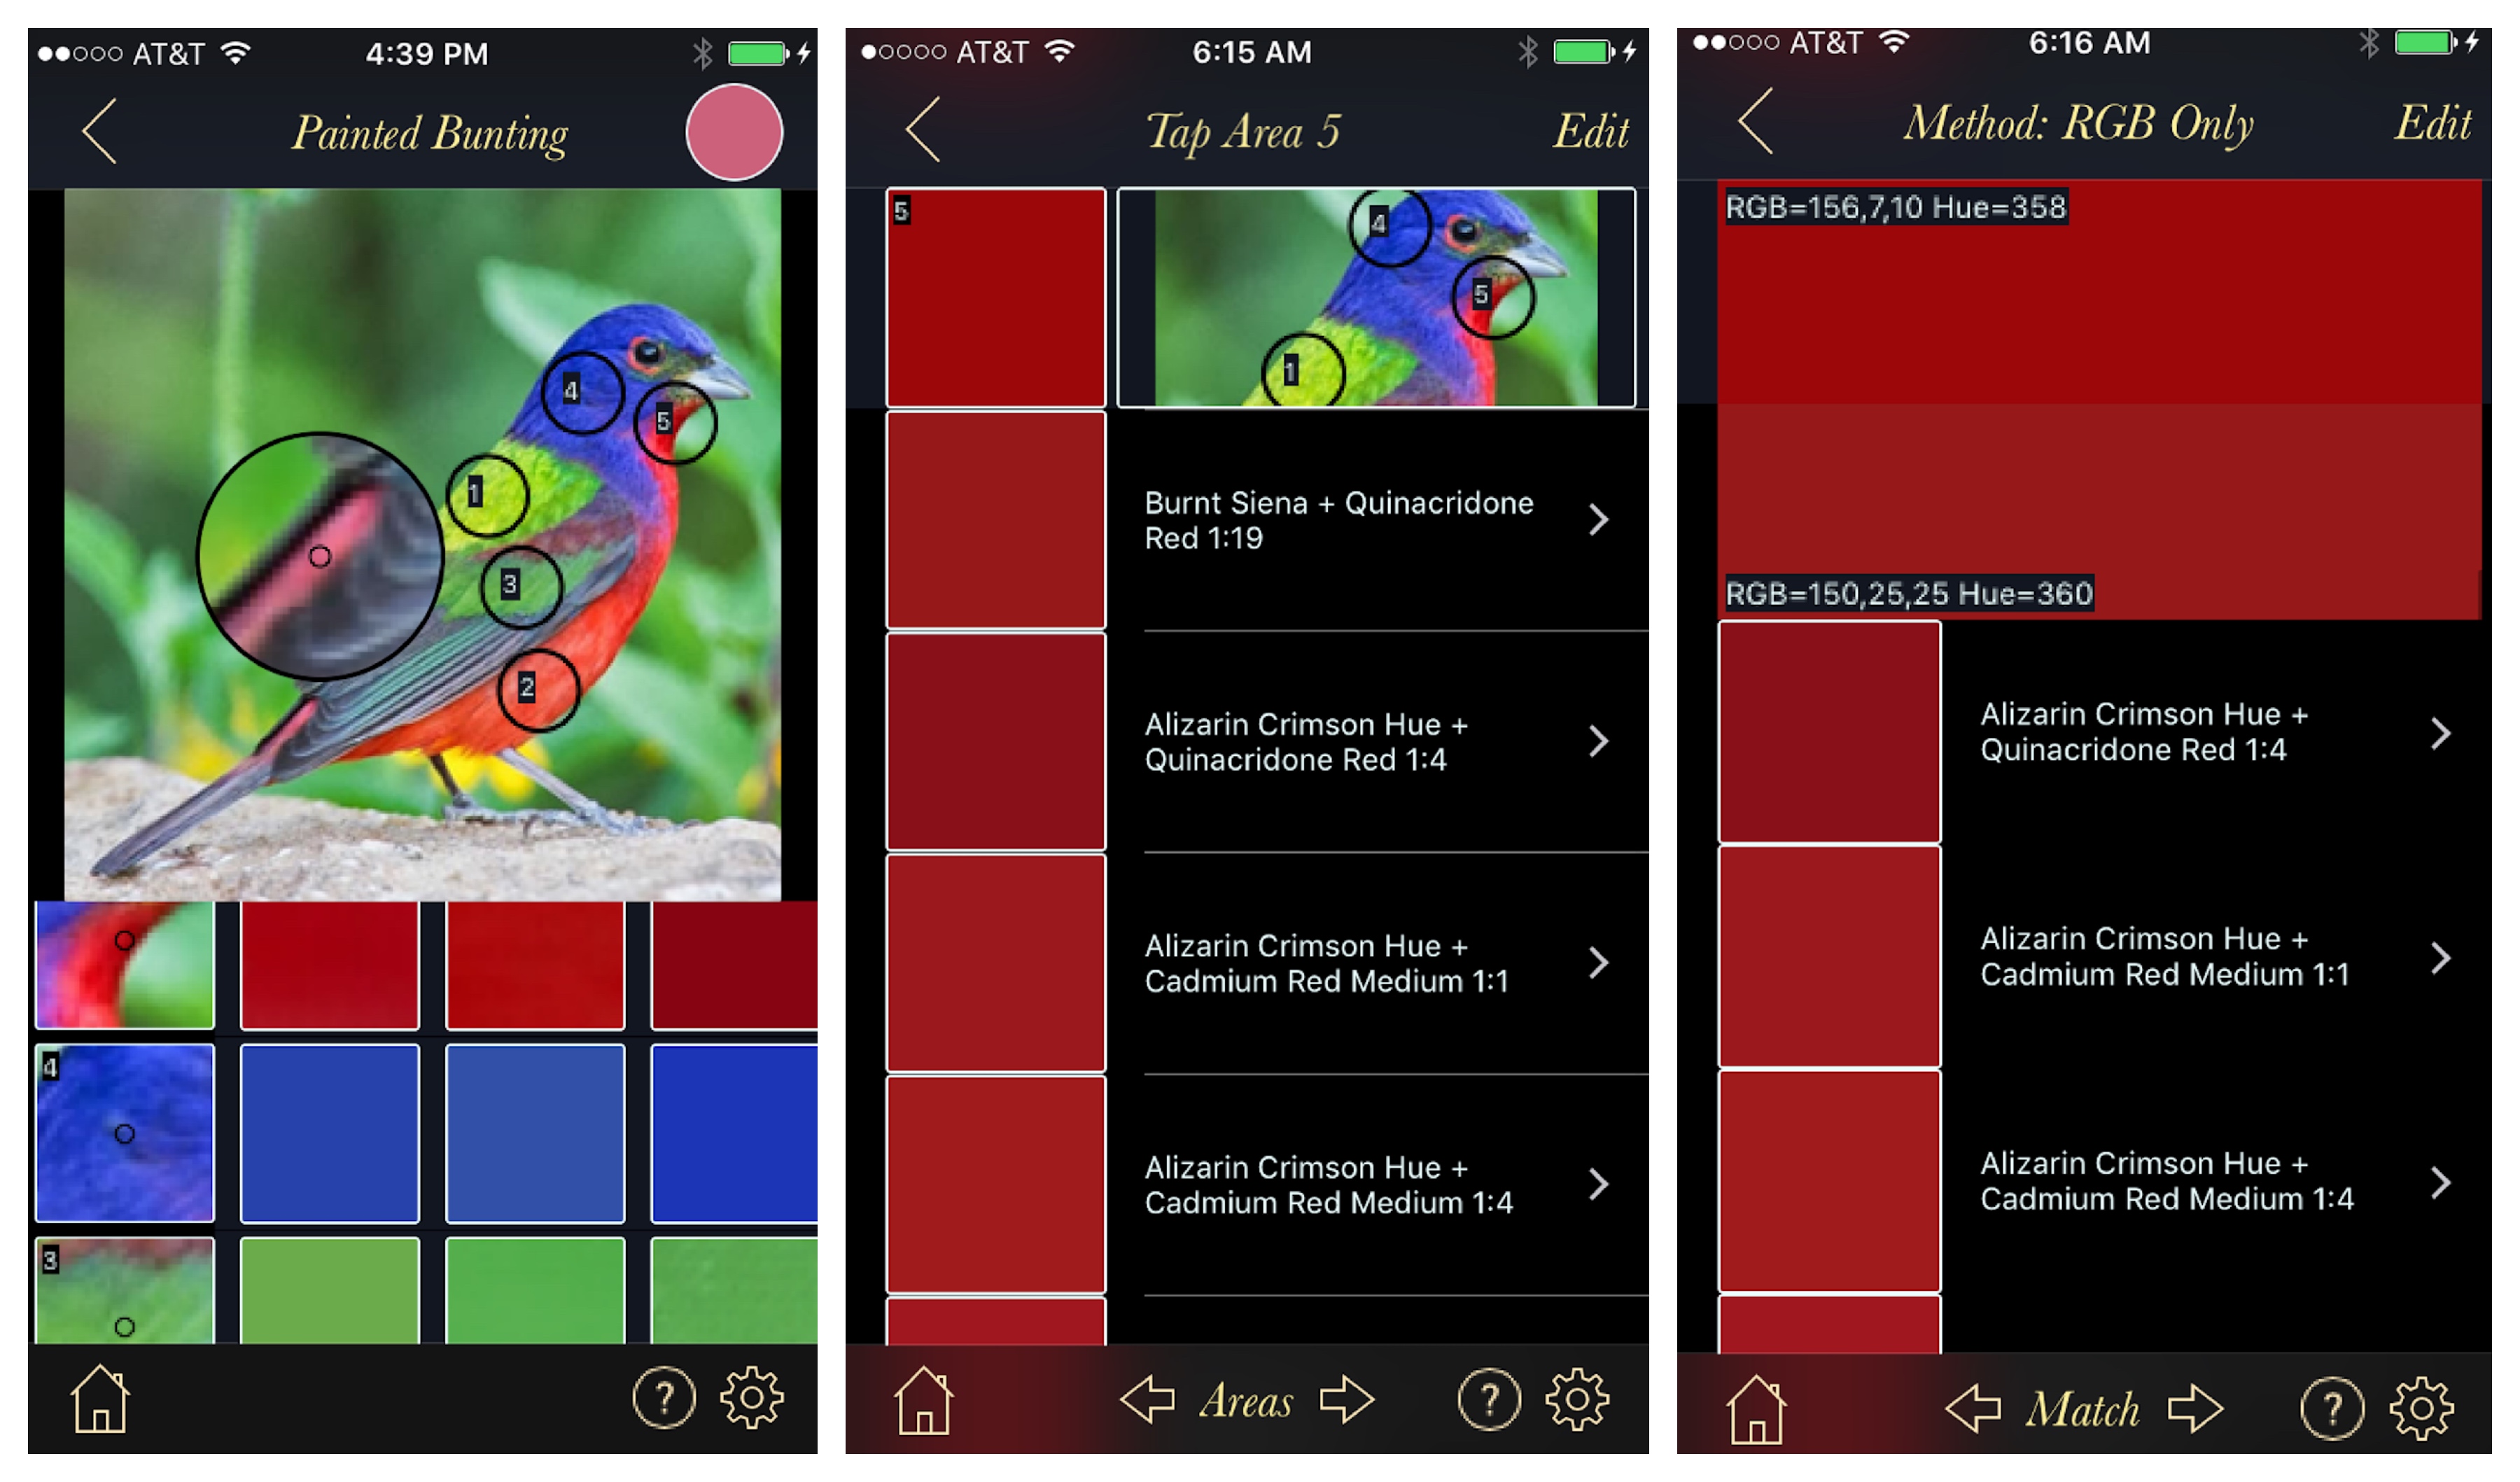 AT&T 4:39 PM
Painted Bunting
4
5
1
3
2
4
3
?
AT&T 6:15 AM
Tap Area 5 Edit
5
4
5
1
Burnt Siena + Quinacridone
Red 1:19
Alizarin Crimson Hue +
Quinacridone Red 1:4
Alizarin Crimson Hue +
Cadmium Red Medium 1:1
Alizarin Crimson Hue +
Cadmium Red Medium 1:4
Areas ?
AT&T 6:16 AM
Method: RGB Only Edit
RGB=156,7,10 Hue=358
RGB=150,25,25 Hue=360
Alizarin Crimson Hue +
Quinacridone Red 1:4
Alizarin Crimson Hue +
Cadmium Red Medium 1:1
Alizarin Crimson Hue +
Cadmium Red Medium 1:4
Match ?